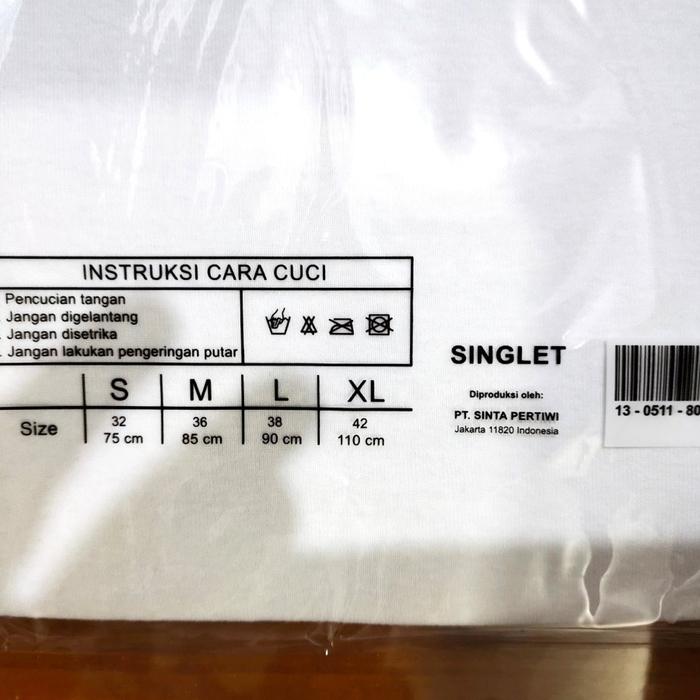 INSTRUKSI CARA CUCI
Pencucian tangan
. Jangan digelantang
. Jangan disetrika
. Jangan lakukan pengeringan putar
S M L XL
Size 32 36 38 42
75 cm 85 cm 90 cm 110 cm
SINGLET
Diproduksi oleh:
PT. SINTA PERTIWI
Jakarta 11820 Indonesia
13 - 0511 - 80